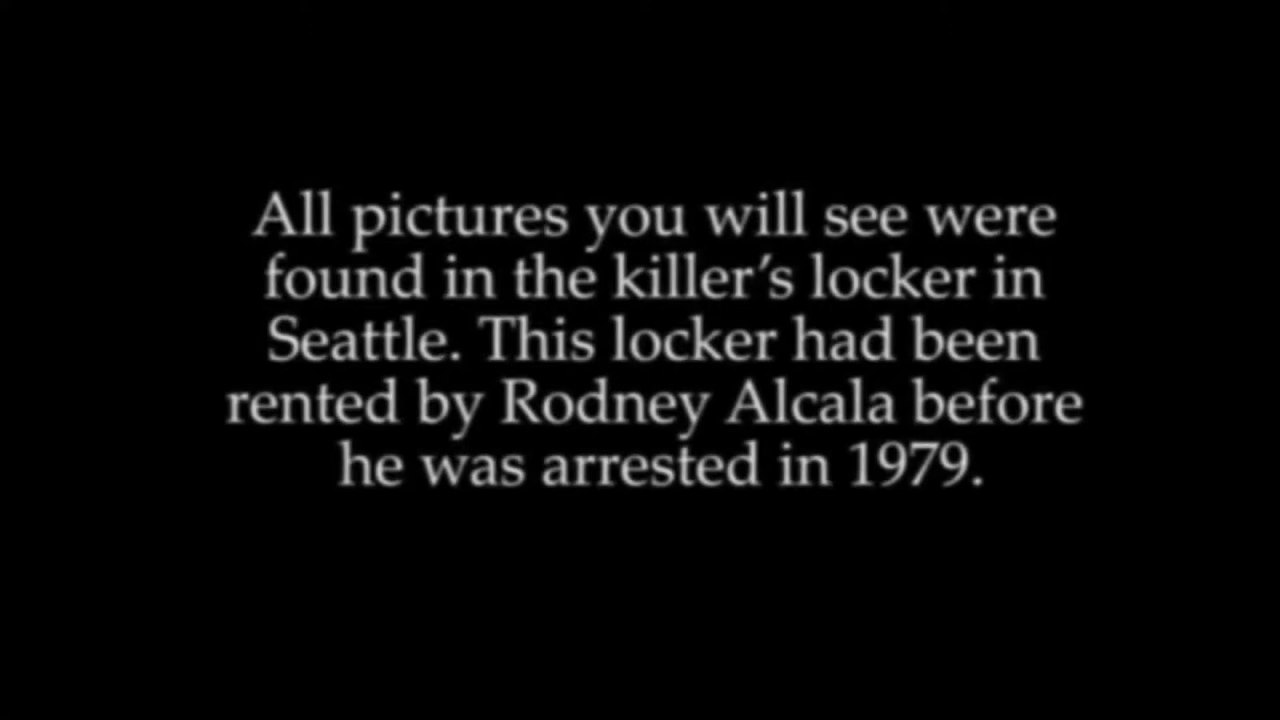 All pictures you will see were
found in the killer’s locker in
Seattle. This locker had been
rented by Rodney Alcala before
he was arrested in 1979.